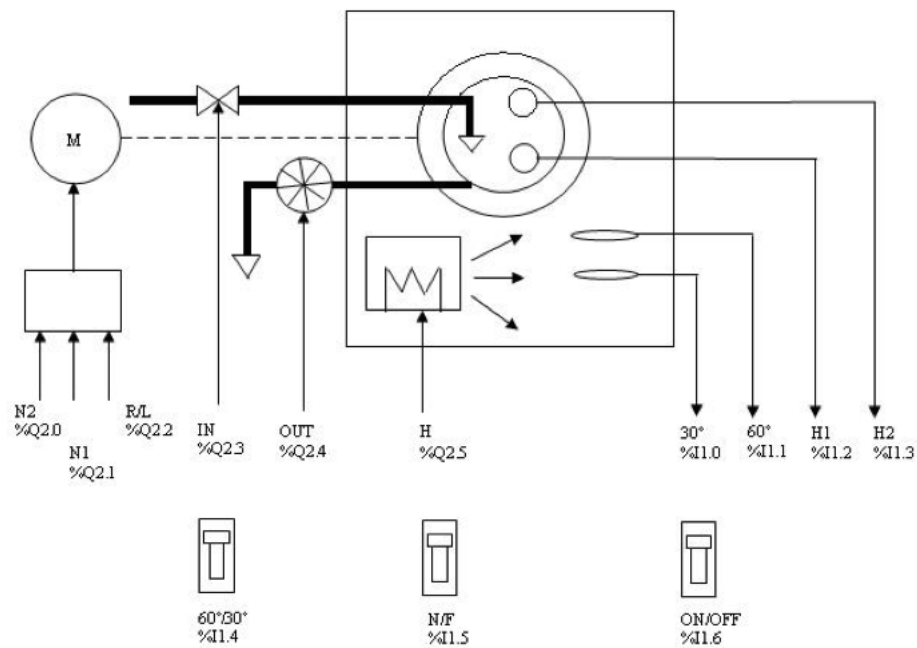 M
N2
%Q2.0
N1
%Q2.1
R/L
%Q2.2
IN
%Q2.3
OUT
%Q2.4
H
%Q2.5
30°
%I1.0
60°
%I1.1
H1
%I1.2
H2
%I1.3
60°/30°
%I1.4
N/F
%I1.5
ON/OFF
%I1.6